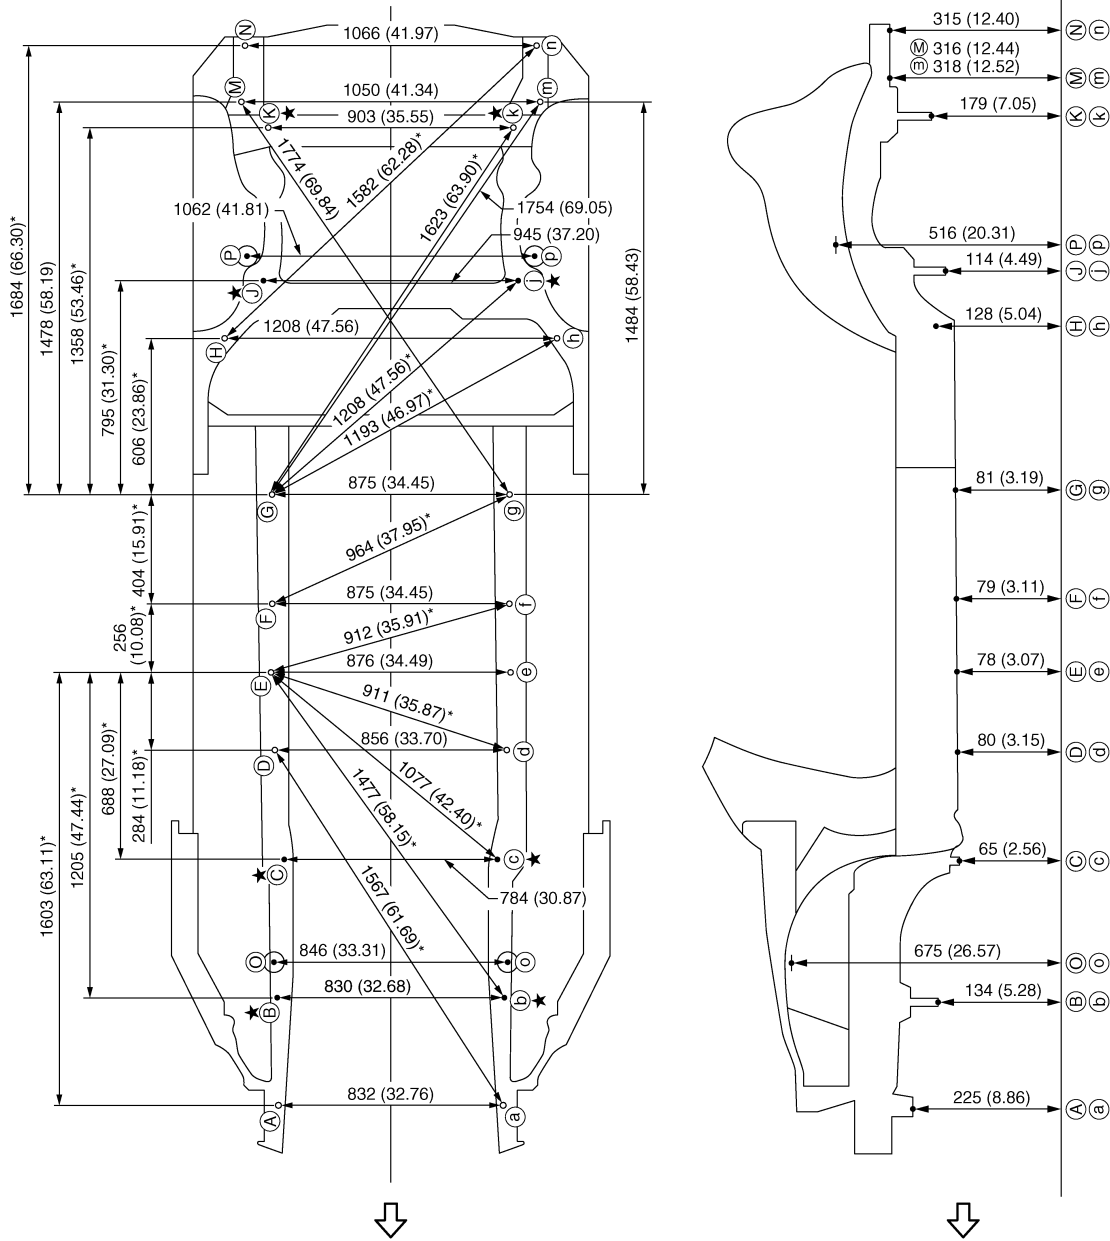 N
1066 (41.97)
n
315 (12.40)
N n
M 316 (12.44)
m 318 (12.52)
M m
M
1050 (41.34)
m
K
903 (35.55)
k
179 (7.05)
K k
1774 (69.84)
1582 (62.28)*
1623 (63.90)*
1062 (41.81)
1754 (69.05)
945 (37.20)
P
p
516 (20.31)
P p
J
j
114 (4.49)
J j
1684 (66.30)*
1478 (58.19)
1358 (53.46)*
795 (31.30)*
606 (23.86)*
1484 (58.43)
128 (5.04)
H h
H
1208 (47.56)
h
1208 (47.56)*
1193 (46.97)*
G
875 (34.45)
g
81 (3.19)
G g
404 (15.91)*
964 (37.95)*
F
875 (34.45)
f
79 (3.11)
F f
256
(10.08)*
912 (35.91)*
E
876 (34.49)
e
78 (3.07)
E e
911 (35.87)*
D
856 (33.70)
d
80 (3.15)
D d
1603 (63.11)*
1205 (47.44)*
688 (27.09)*
284 (11.18)*
1077 (42.40)*
1477 (58.15)*
1567 (61.69)*
C
c
65 (2.56)
C c
784 (30.87)
O
846 (33.31)
o
675 (26.57)
O o
B
830 (32.68)
b
134 (5.28)
B b
A
832 (32.76)
a
225 (8.86)
A a